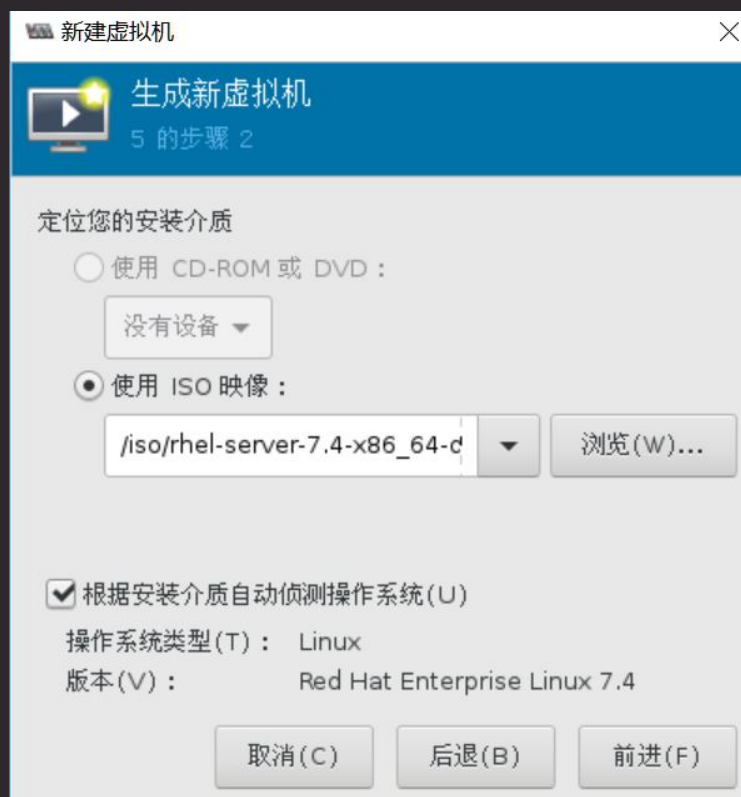 新建虚拟机
生成新虚拟机
5 的步骤 2
定位您的安装介质
使用 CD-ROM 或 DVD：
没有设备
使用 ISO 映像：
/iso/rhel-server-7.4-x86_64-d
浏览(W)...
根据安装介质自动侦测操作系统(U)
操作系统类型(T)： Linux
版本(V)： Red Hat Enterprise Linux 7.4
取消(C) 后退(B) 前进(F)